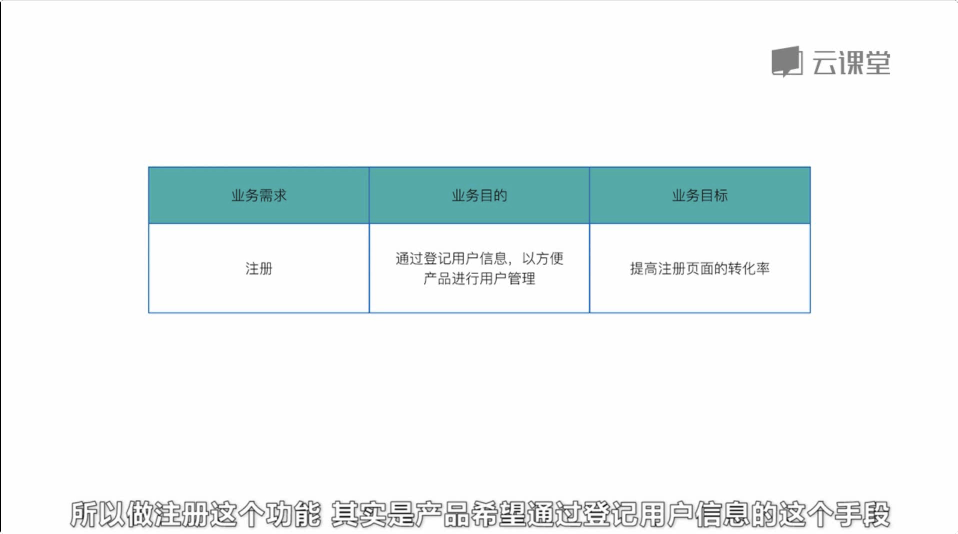 云课堂
业务需求
业务目的
业务目标
注册
通过登记用户信息，以方便
产品进行用户管理
提高注册页面的转化率
所以做注册这个功能 其实是产品希望通过登记用户信息的这个手段